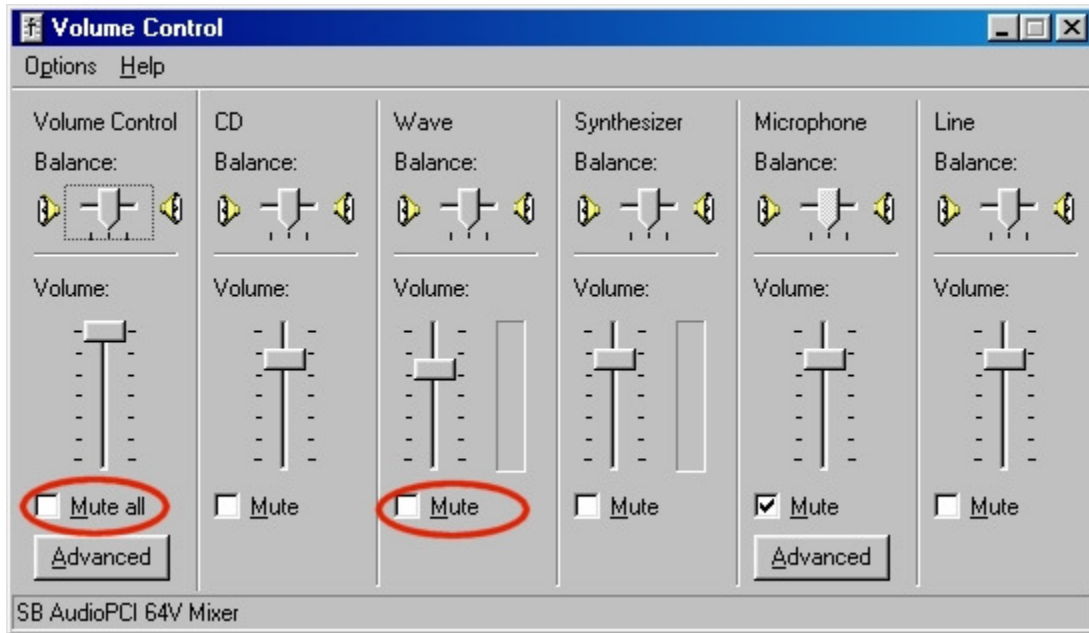 Volume Control
Options Help
Volume Control CD Wave Synthesizer Microphone Line
Balance: Balance: Balance: Balance: Balance: Balance:
Volume: Volume: Volume: Volume: Volume: Volume:
Mute all Mute Mute Mute Mute Mute
Advanced Advanced
SB AudioPCI 64V Mixer